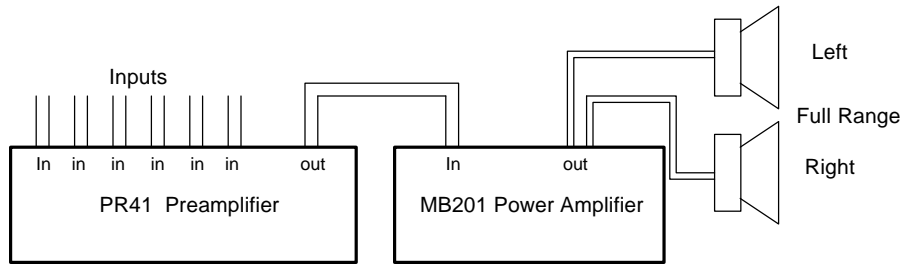 Left
Inputs
Full Range
In in in in in in out
In out
Right
PR41 Preamplifier
MB201 Power Amplifier